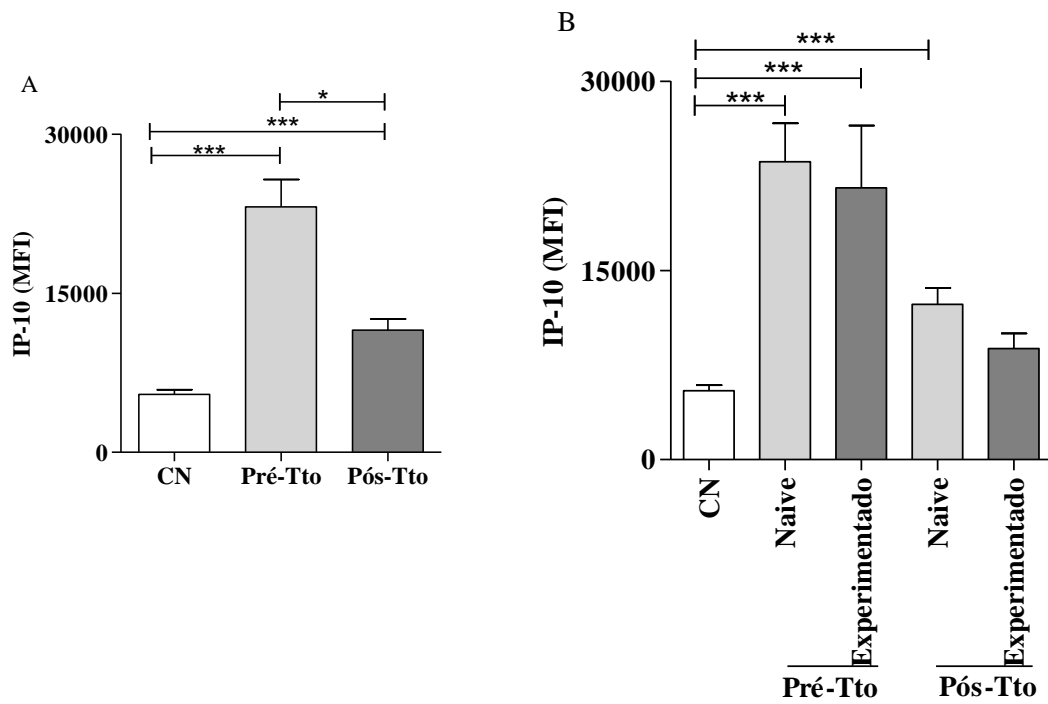 A
*
***
***
30000
15000
0
IP-10 (MFI)
CN Pré-Tto Pós-Tto
B
***
***
***
30000
15000
0
IP-10 (MFI)
CN
Naive
Experimentado
Naive
Experimentado
Pré-Tto Pós-Tto